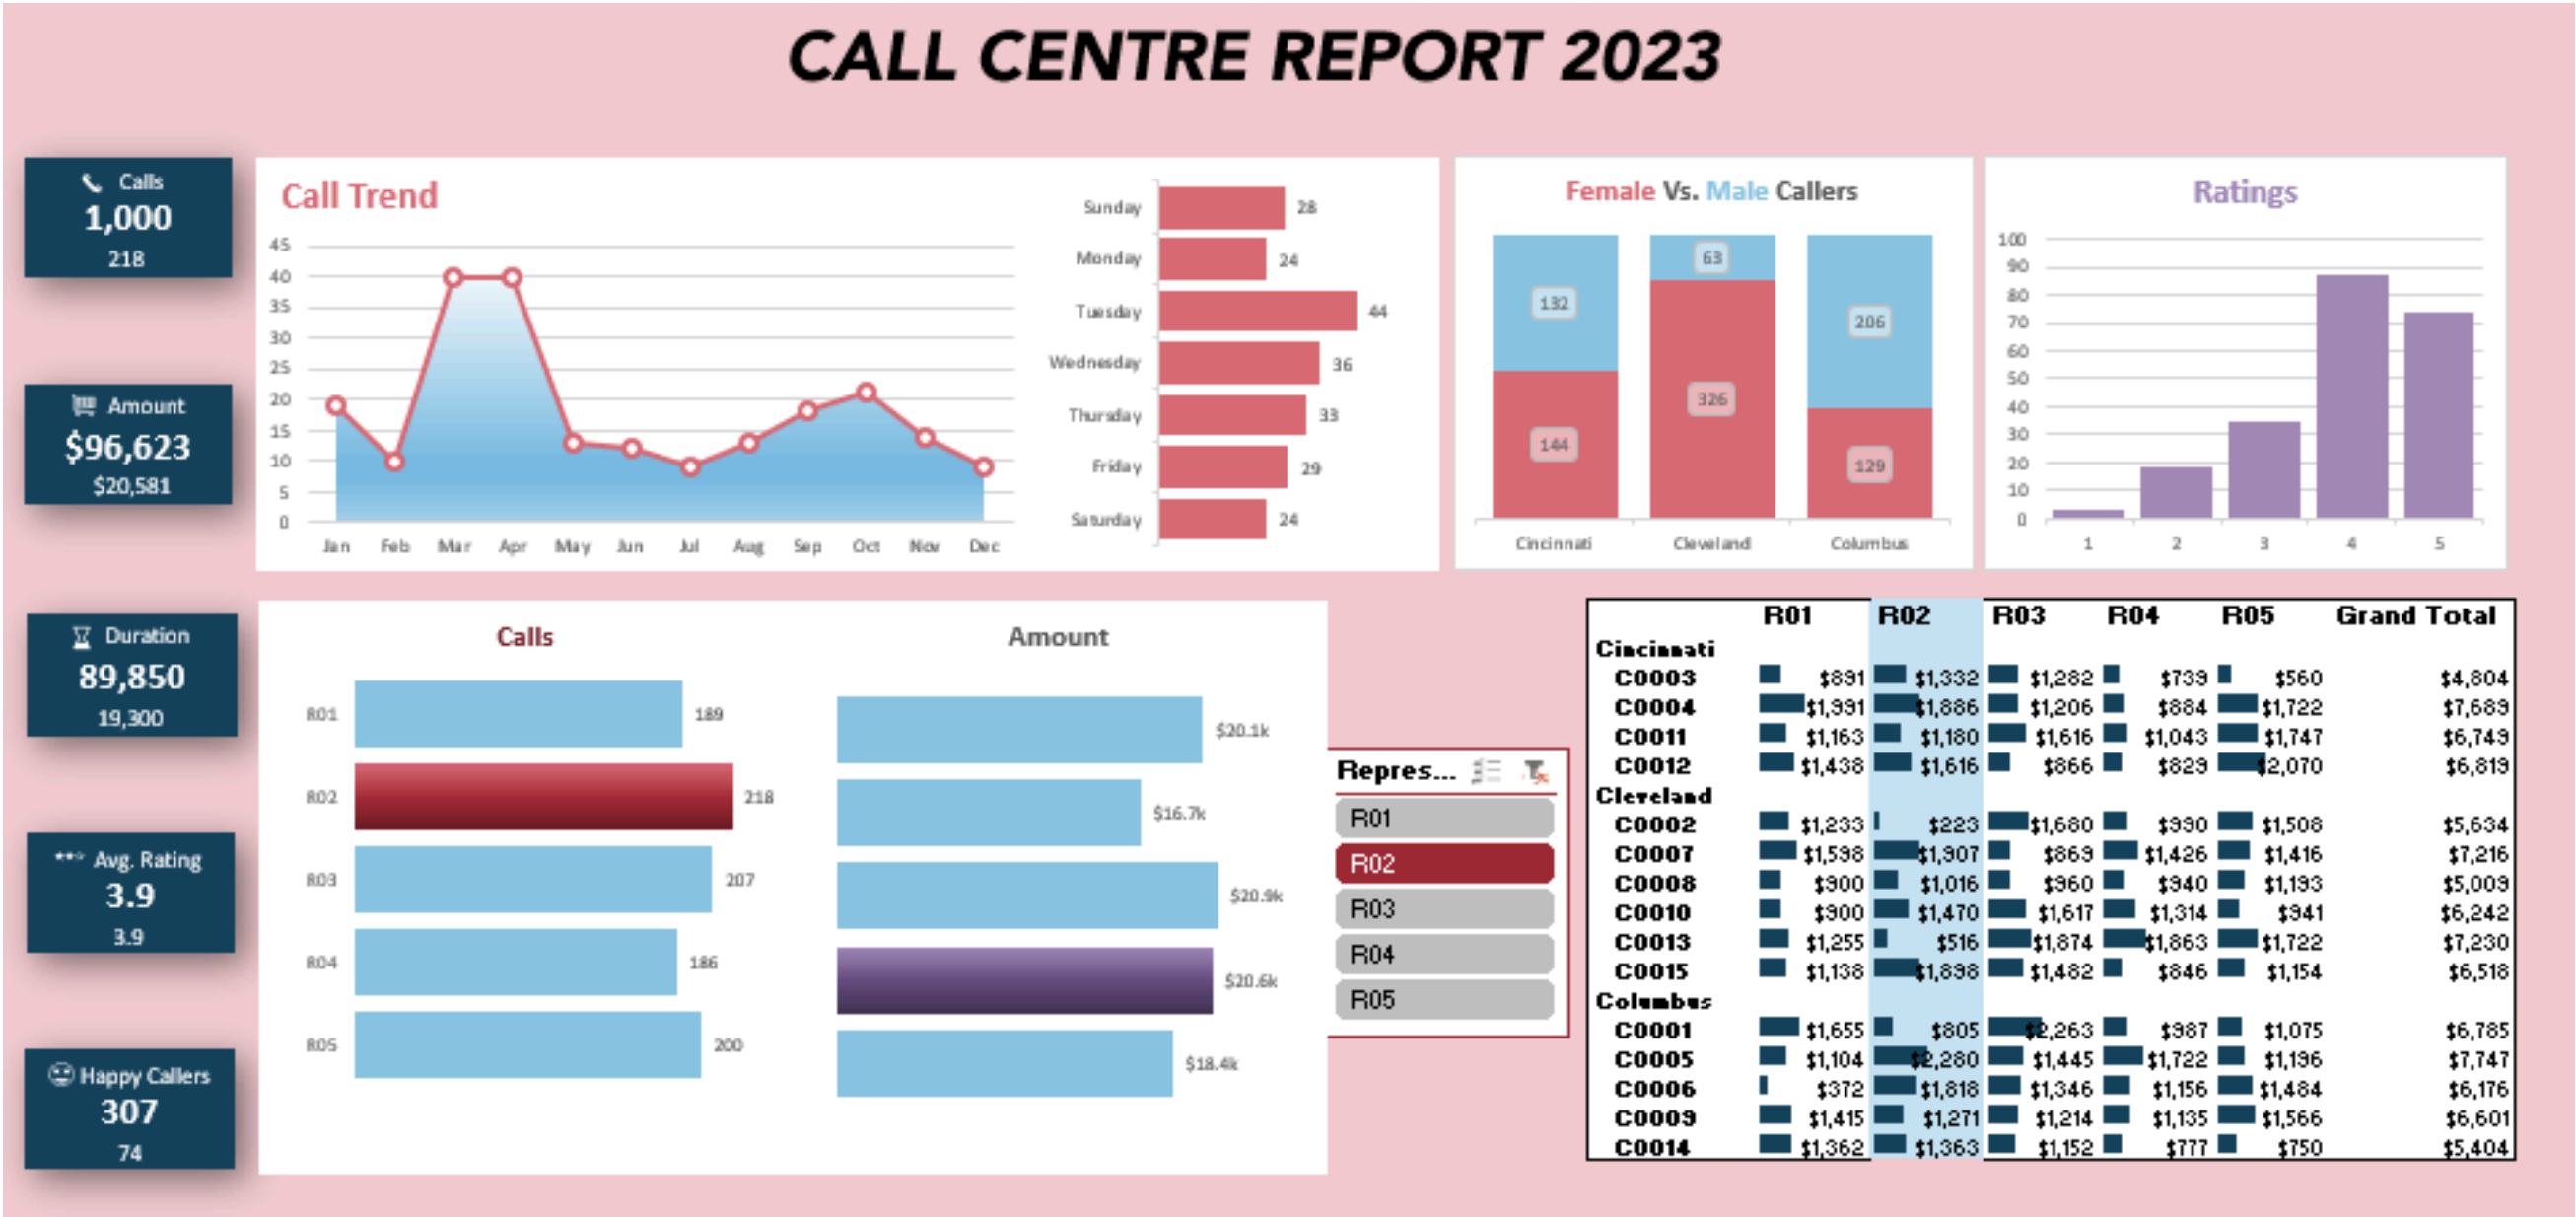 CALL CENTRE REPORT 2023
Calls
1,000
218
Amount
$96,623
$20,581
Duration
89,850
19,300
Avg. Rating
3.9
3.9
Happy Callers
307
74
Call Trend
45
40
35
30
25
20
15
10
5
0
Jan Feb Mar Apr May Jun Jul Aug Sep Oct Nov Dec
Sunday 28
Monday 24
Tuesday 44
Wednesday 36
Thursday 33
Friday 29
Saturday 24
Female Vs. Male Callers
132 63 206
144 326 129
Cincinnati Cleveland Columbus
Ratings
100
90
80
70
60
50
40
30
20
10
0
1 2 3 4 5
Calls
R01 189
R02 218
R03 207
R04 186
R05 200
Amount
$20.1k
$16.7k
$20.9k
$20.6k
$18.4k
Repres...
R01
R02
R03
R04
R05
R01 R02 R03 R04 R05 Grand Total
Cincinnati
C0003 $891 $1,332 $1,282 $739 $560 $4,804
C0004 $1,991 $1,886 $1,206 $884 $1,722 $7,689
C0011 $1,163 $1,180 $1,616 $1,043 $1,747 $6,749
C0012 $1,438 $1,616 $866 $829 $2,070 $6,819
Cleveland
C0002 $1,233 $223 $1,680 $990 $1,508 $5,634
C0007 $1,598 $1,907 $869 $1,426 $1,416 $7,216
C0008 $900 $1,016 $960 $940 $1,193 $5,009
C0010 $900 $1,470 $1,617 $1,314 $941 $6,242
C0013 $1,255 $516 $1,874 $1,863 $1,722 $7,230
C0015 $1,138 $1,898 $1,482 $846 $1,154 $6,518
Columbus
C0001 $1,655 $805 $2,263 $987 $1,075 $6,785
C0005 $1,104 $2,280 $1,445 $1,722 $1,196 $7,747
C0006 $372 $1,818 $1,346 $1,156 $1,484 $6,176
C0009 $1,415 $1,271 $1,214 $1,135 $1,566 $6,601
C0014 $1,362 $1,363 $1,152 $777 $750 $5,404